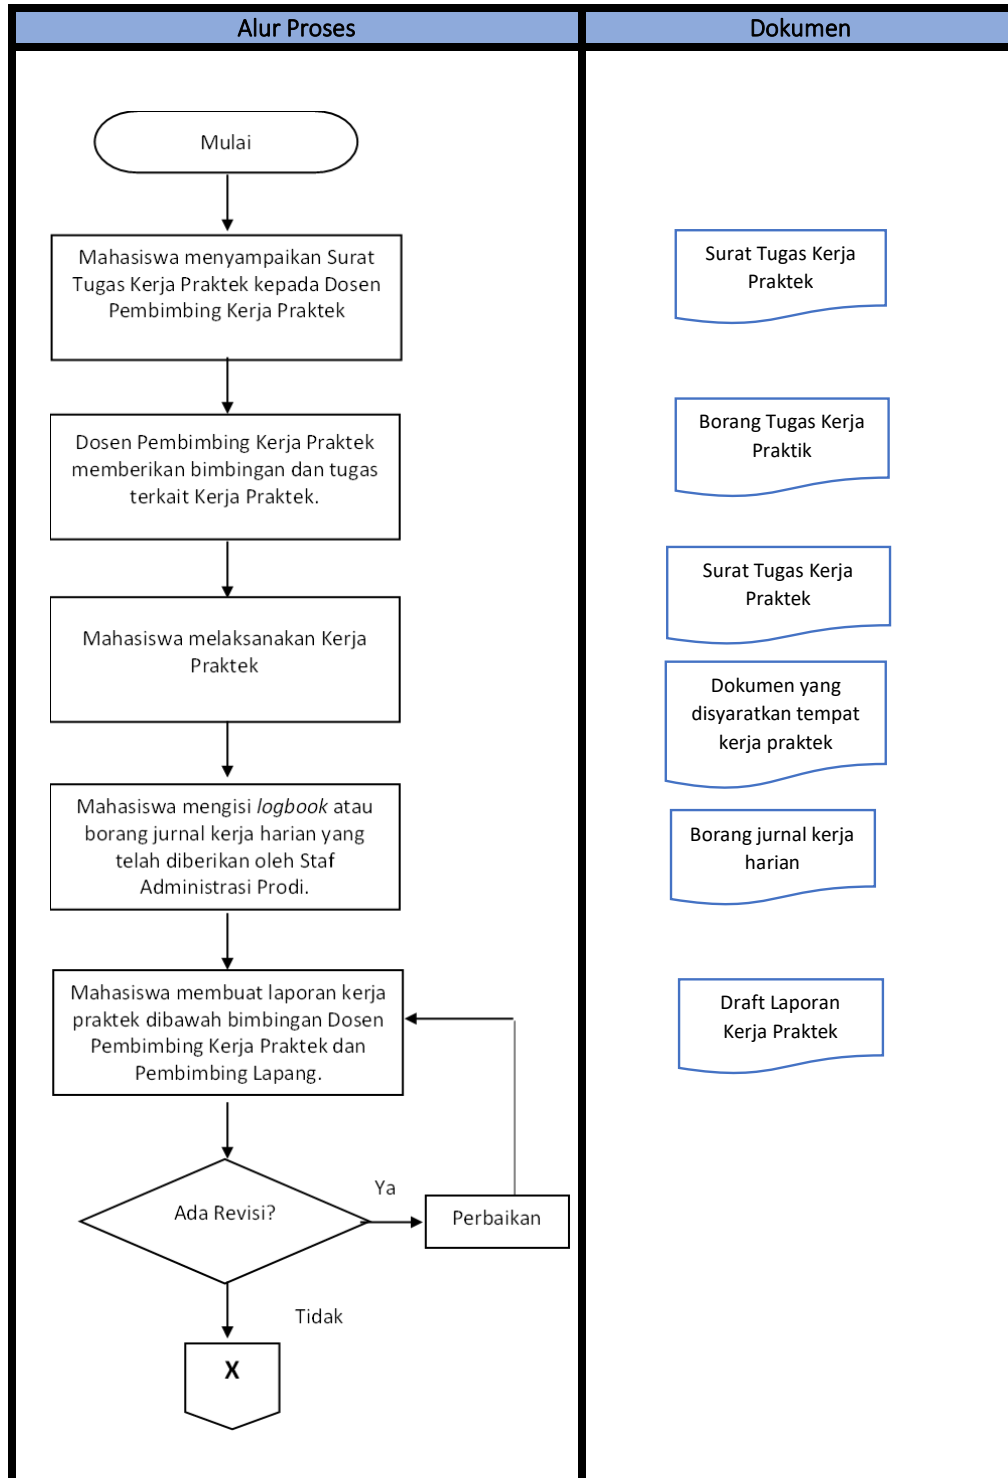 Alur Proses
Dokumen
Mulai
Mahasiswa menyampaikan Surat
Tugas Kerja Praktek kepada Dosen
Pembimbing Kerja Praktek
Surat Tugas Kerja
Praktek
Dosen Pembimbing Kerja Praktek
memberikan bimbingan dan tugas
terkait Kerja Praktek.
Borang Tugas Kerja
Praktik
Mahasiswa melaksanakan Kerja
Praktek
Surat Tugas Kerja
Praktek
Dokumen yang
disyaratkan tempat
kerja praktek
Mahasiswa mengisi logbook atau
borang jurnal kerja harian yang
telah diberikan oleh Staf
Administrasi Prodi.
Borang jurnal kerja
harian
Mahasiswa membuat laporan kerja
praktek dibawah bimbingan Dosen
Pembimbing Kerja Praktek dan
Pembimbing Lapang.
Draft Laporan
Kerja Praktek
Ada Revisi?
Ya
Perbaikan
Tidak
X